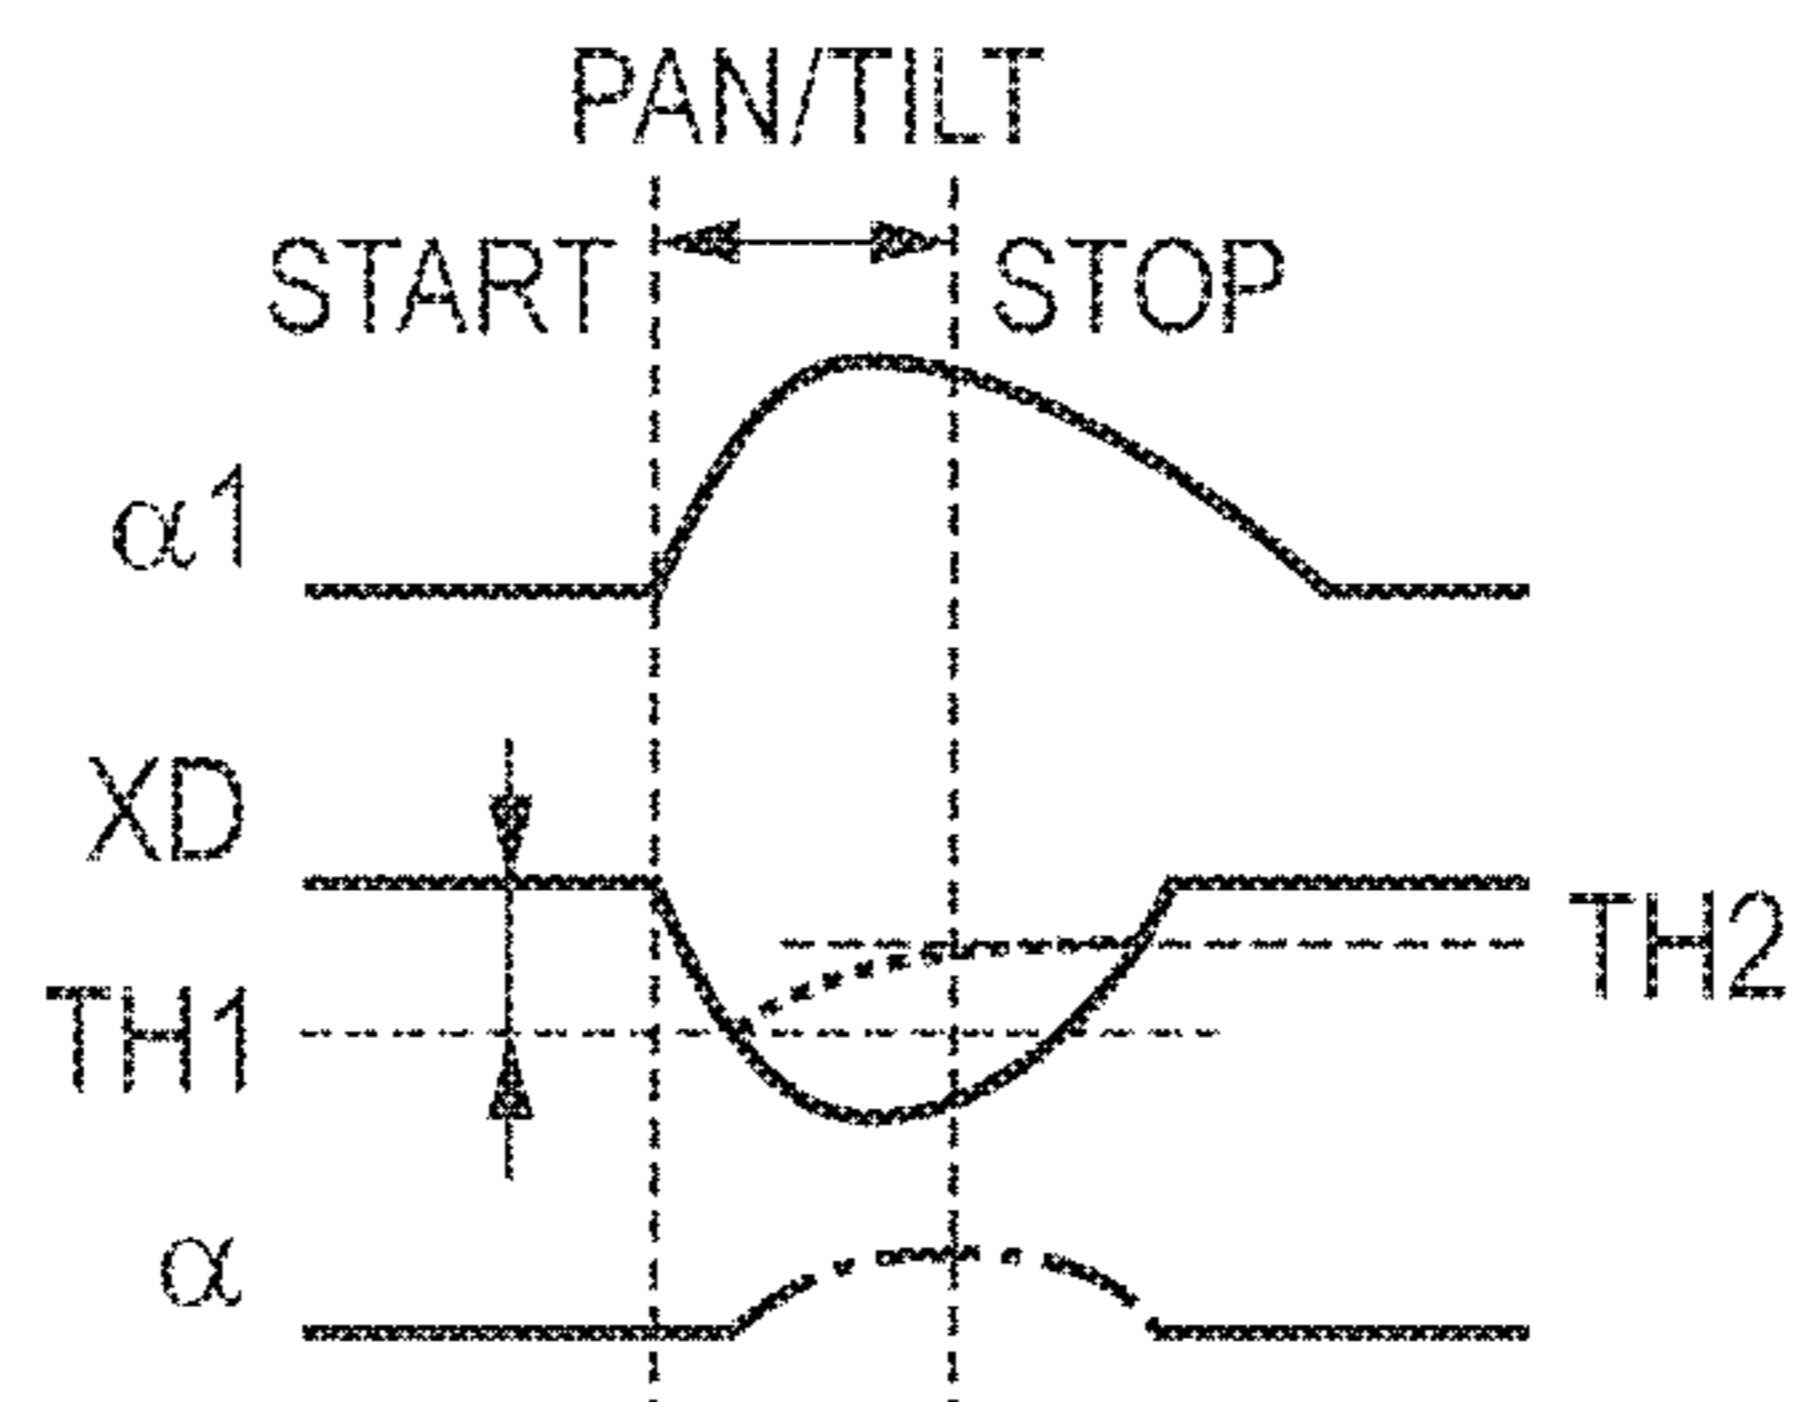 PAN/TILT
START STOP
α1
XD
TH2
TH1
α